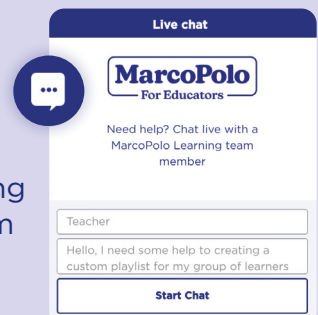 Live chat
MarcoPolo
For Educators
Need help? Chat live with a
MarcoPolo Learning team
member
Teacher
Hello, I need some help to creating a
custom playlist for my group of learners
Start Chat